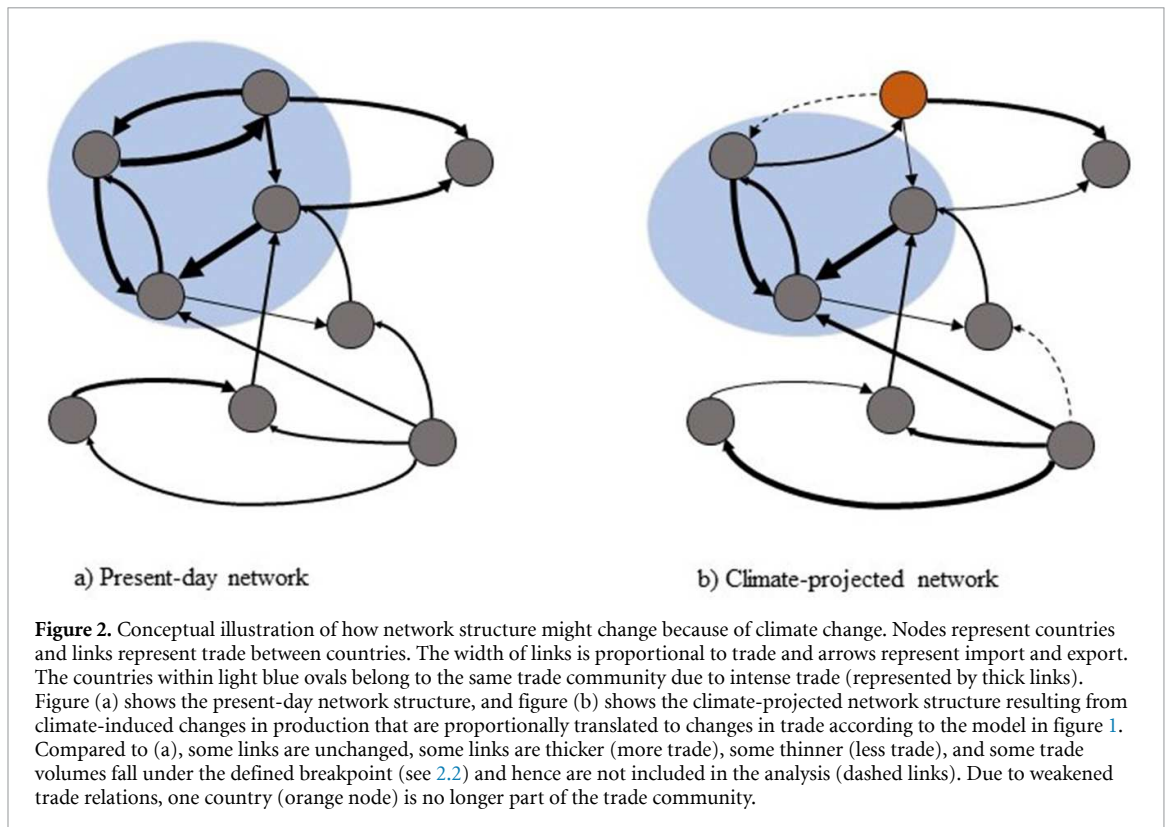 a) Present-day network
b) Climate-projected network
Figure 2. Conceptual illustration of how network structure might change because of climate change. Nodes represent countries
and links represent trade between countries. The width of links is proportional to trade and arrows represent import and export.
The countries within light blue ovals belong to the same trade community due to intense trade (represented by thick links).
Figure (a) shows the present-day network structure, and figure (b) shows the climate-projected network structure resulting from
climate-induced changes in production that are proportionally translated to changes in trade according to the model in figure 1.
Compared to (a), some links are unchanged, some links are thicker (more trade), some thinner (less trade), and some trade
volumes fall under the defined breakpoint (see 2.2) and hence are not included in the analysis (dashed links). Due to weakened
trade relations, one country (orange node) is no longer part of the trade community.